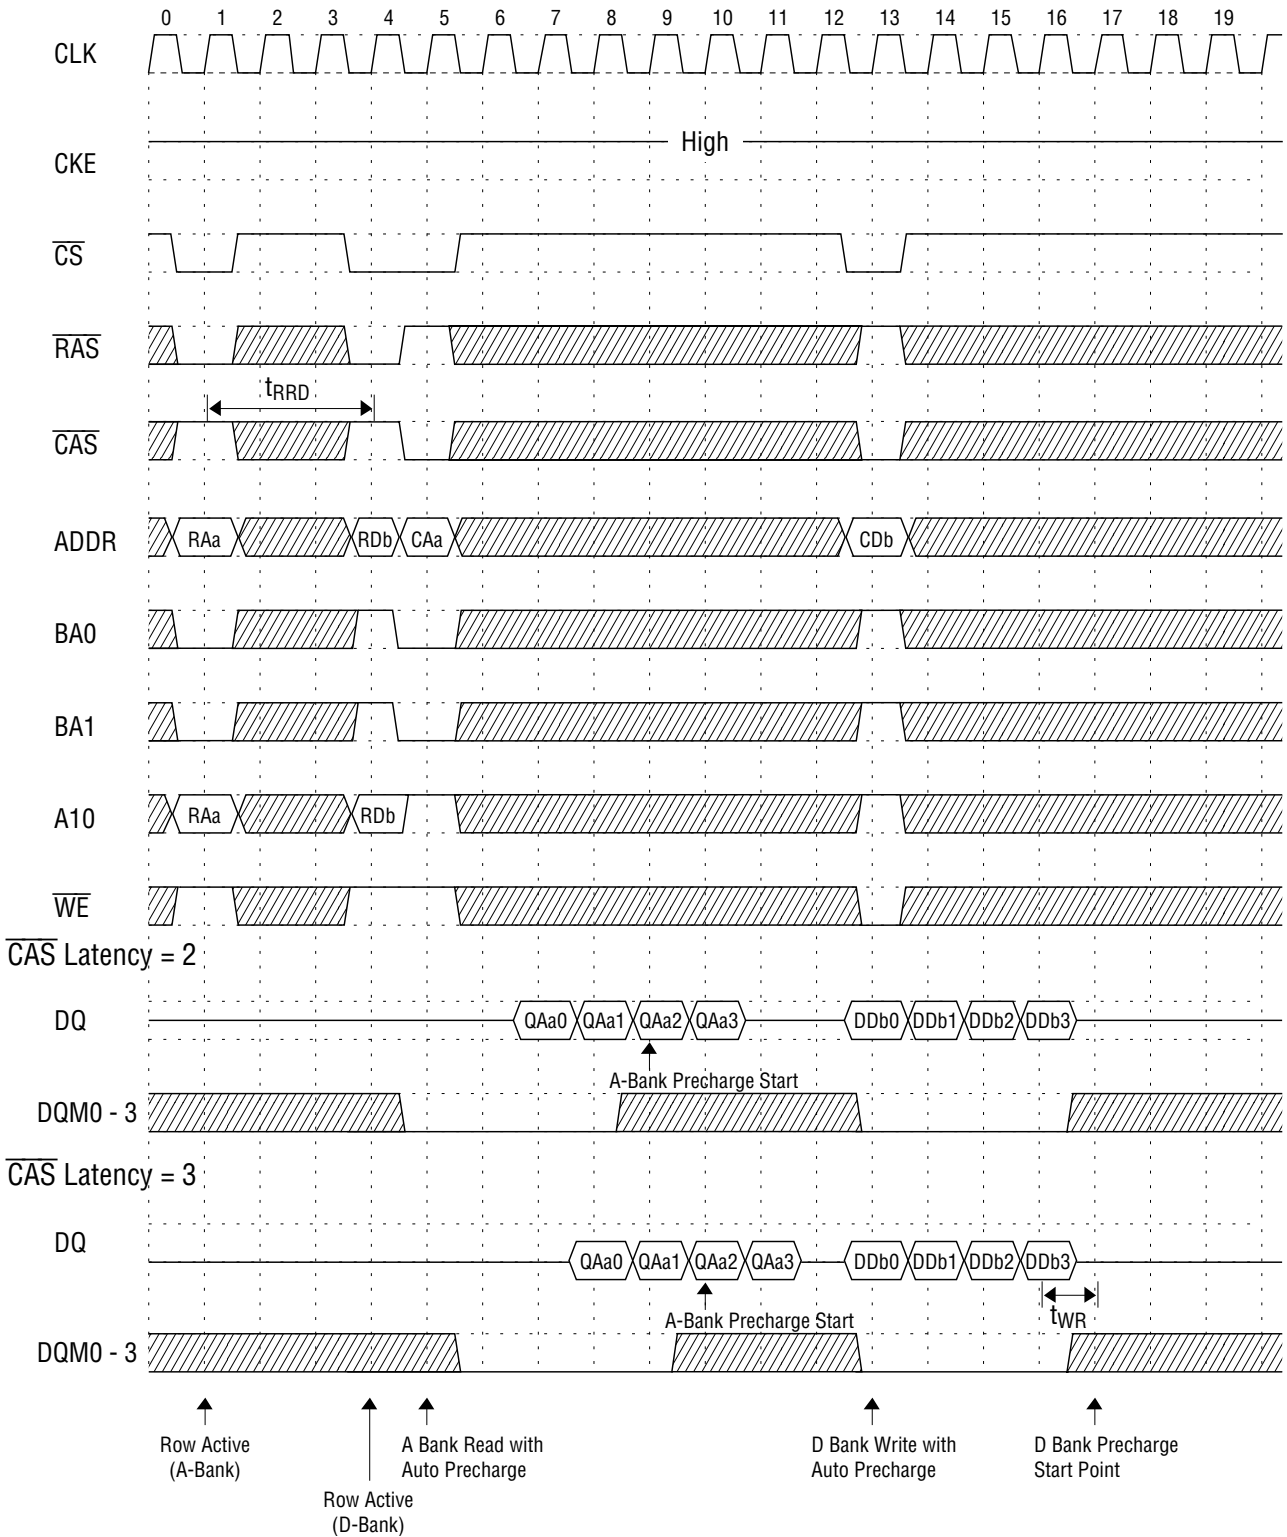 0 1 2 3 4 5 6 7 8 9 10 11 12 13 14 15 16 17 18 19
CLK
High
CKE
CS
RAS
tRRD
CAS
ADDR RAa RDb CAa CDb
BA0
BA1
A10 RAa RDb
WE
CAS Latency = 2
DQ QAa0 QAa1 QAa2 QAa3 DDb0 DDb1 DDb2 DDb3
A-Bank Precharge Start
DQM0 - 3
CAS Latency = 3
DQ QAa0 QAa1 QAa2 QAa3 DDb0 DDb1 DDb2 DDb3
A-Bank Precharge Start tWR
DQM0 - 3
Row Active A Bank Read with D Bank Write with D Bank Precharge
(A-Bank) Auto Precharge Auto Precharge Start Point
Row Active
(D-Bank)